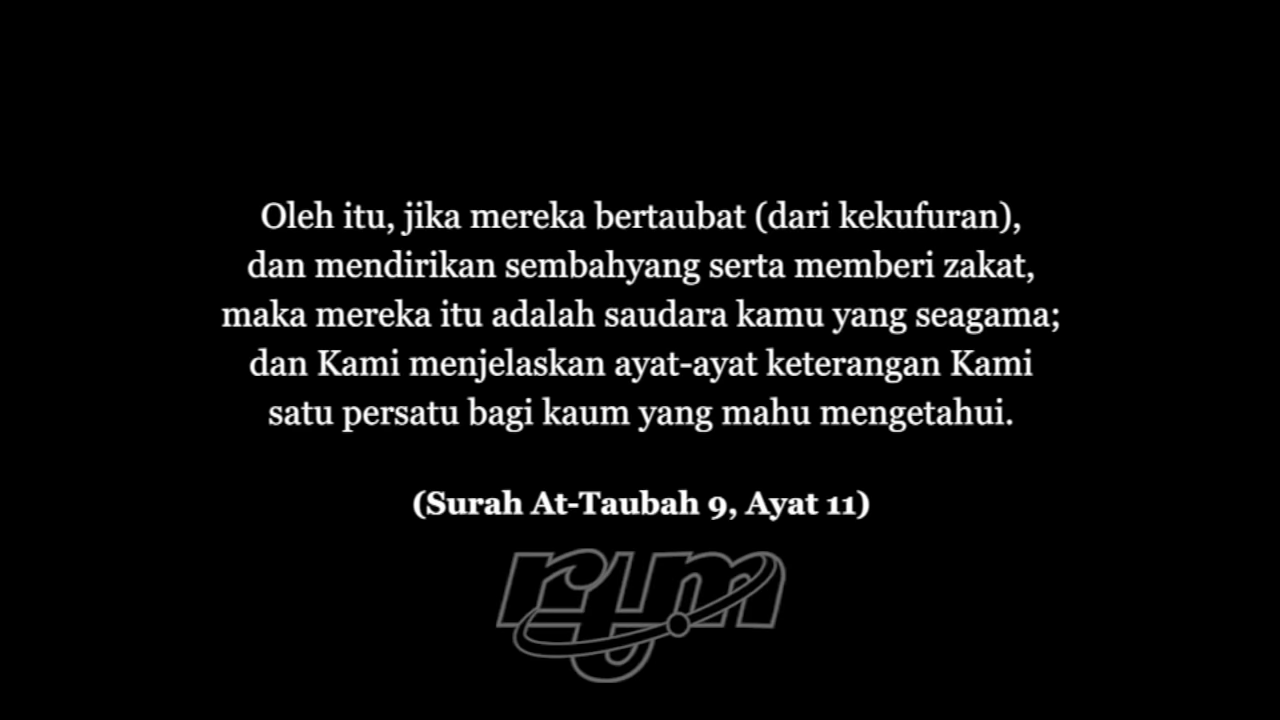 Oleh itu, jika mereka bertaubat (dari kekufuran),
dan mendirikan sembahyang serta memberi zakat,
maka mereka itu adalah saudara kamu yang seagama;
dan Kami menjelaskan ayat-ayat keterangan Kami
satu persatu bagi kaum yang mahu mengetahui.
(Surah At-Taubah 9, Ayat 11)
rtm